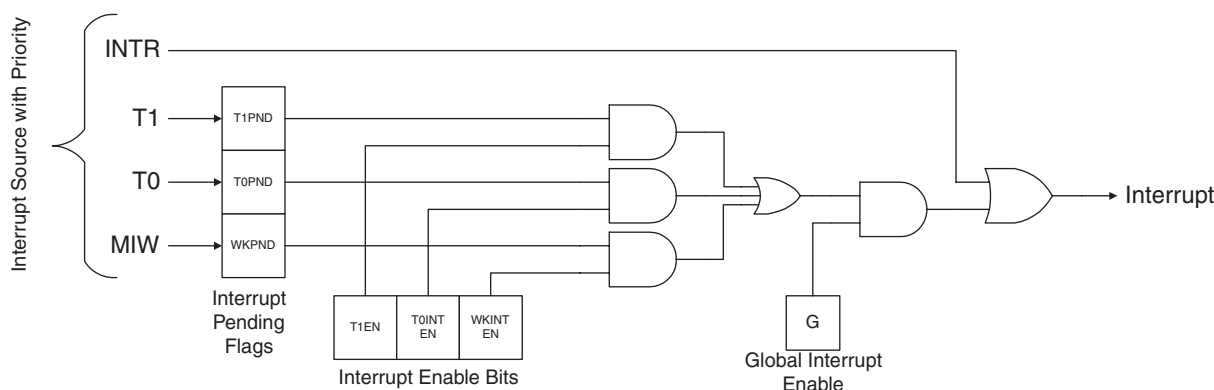 Interrupt Source with Priority
INTR
T1
T0
MIW
T1PND
T0PND
WKPND
Interrupt
Pending
Flags
T1EN
T0INT
EN
WKINT
EN
Interrupt Enable Bits
G
Global Interrupt
Enable
Interrupt